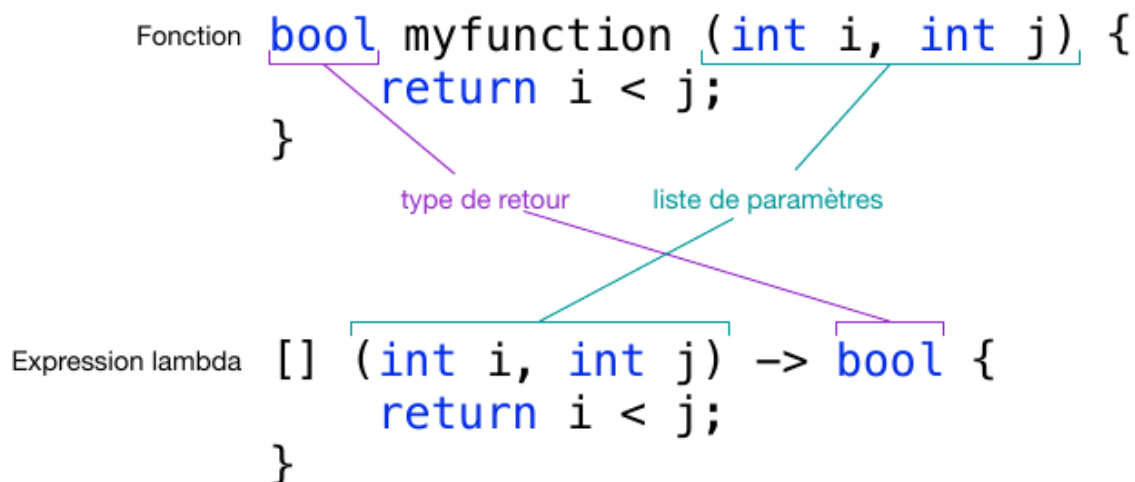 Fonction bool myfunction (int i, int j) {
return i < j;
}
type de retour liste de paramètres
Expression lambda [] (int i, int j) -> bool {
return i < j;
}